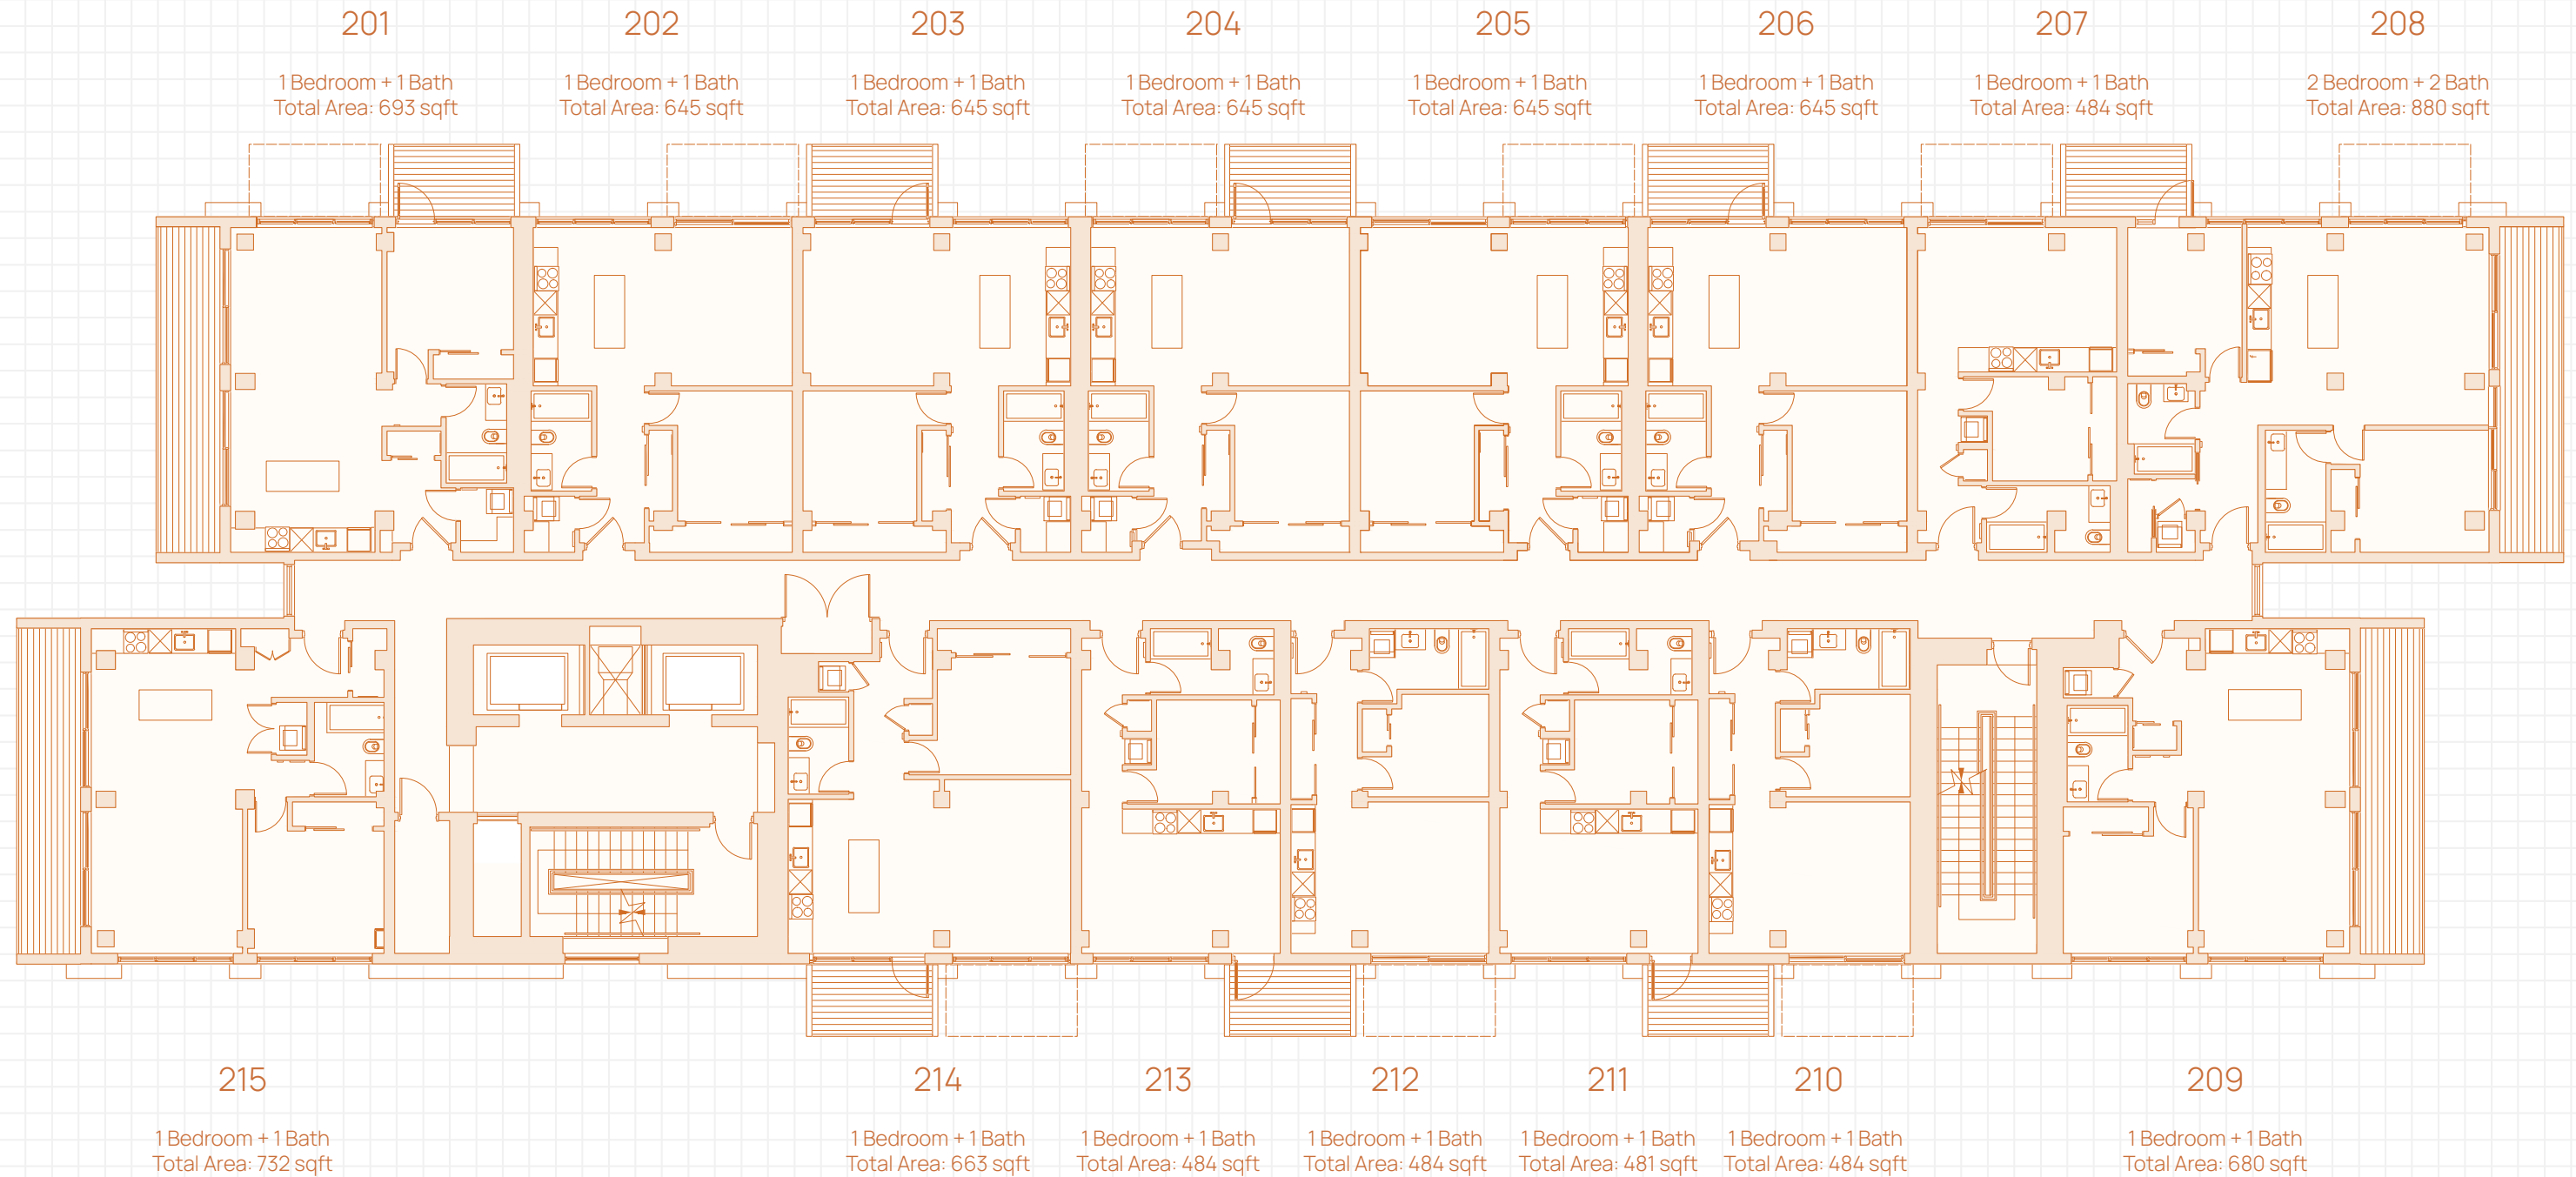 201
1 Bedroom + 1 Bath
Total Area: 693 sqft
202
1 Bedroom + 1 Bath
Total Area: 645 sqft
203
1 Bedroom + 1 Bath
Total Area: 645 sqft
204
1 Bedroom + 1 Bath
Total Area: 645 sqft
205
1 Bedroom + 1 Bath
Total Area: 645 sqft
206
1 Bedroom + 1 Bath
Total Area: 645 sqft
207
1 Bedroom + 1 Bath
Total Area: 484 sqft
208
2 Bedroom + 2 Bath
Total Area: 880 sqft
215
1 Bedroom + 1 Bath
Total Area: 732 sqft
214
1 Bedroom + 1 Bath
Total Area: 663 sqft
213
1 Bedroom + 1 Bath
Total Area: 484 sqft
212
1 Bedroom + 1 Bath
Total Area: 484 sqft
211
1 Bedroom + 1 Bath
Total Area: 481 sqft
210
1 Bedroom + 1 Bath
Total Area: 484 sqft
209
1 Bedroom + 1 Bath
Total Area: 680 sqft